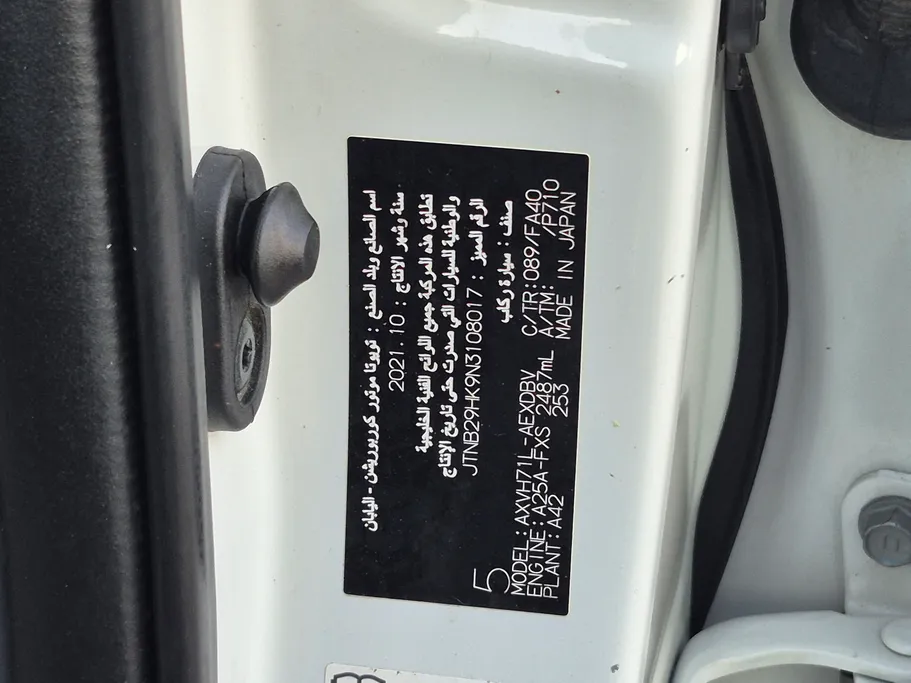 اسم الصانع وبلد الصنع : تويوتا موتور كوربوريشن - اليابان
سنة وشهر الانتاج : 2021.10
تطابق هذه المركبة جميع اللوائح الفنية الخليجية
والوطنية للسيارات التي صدرت حتى تاريخ الإنتاج
الرقم المميز : JTNB29HK9N3108017
صنف : سيارة ركاب
5
MODEL:AXVH71L-AEXDBV C/TR:089/FA40
ENGINE:A25A-FXS 2487mL A/TM: /P710
PLANT:A42 253 MADE IN JAPAN